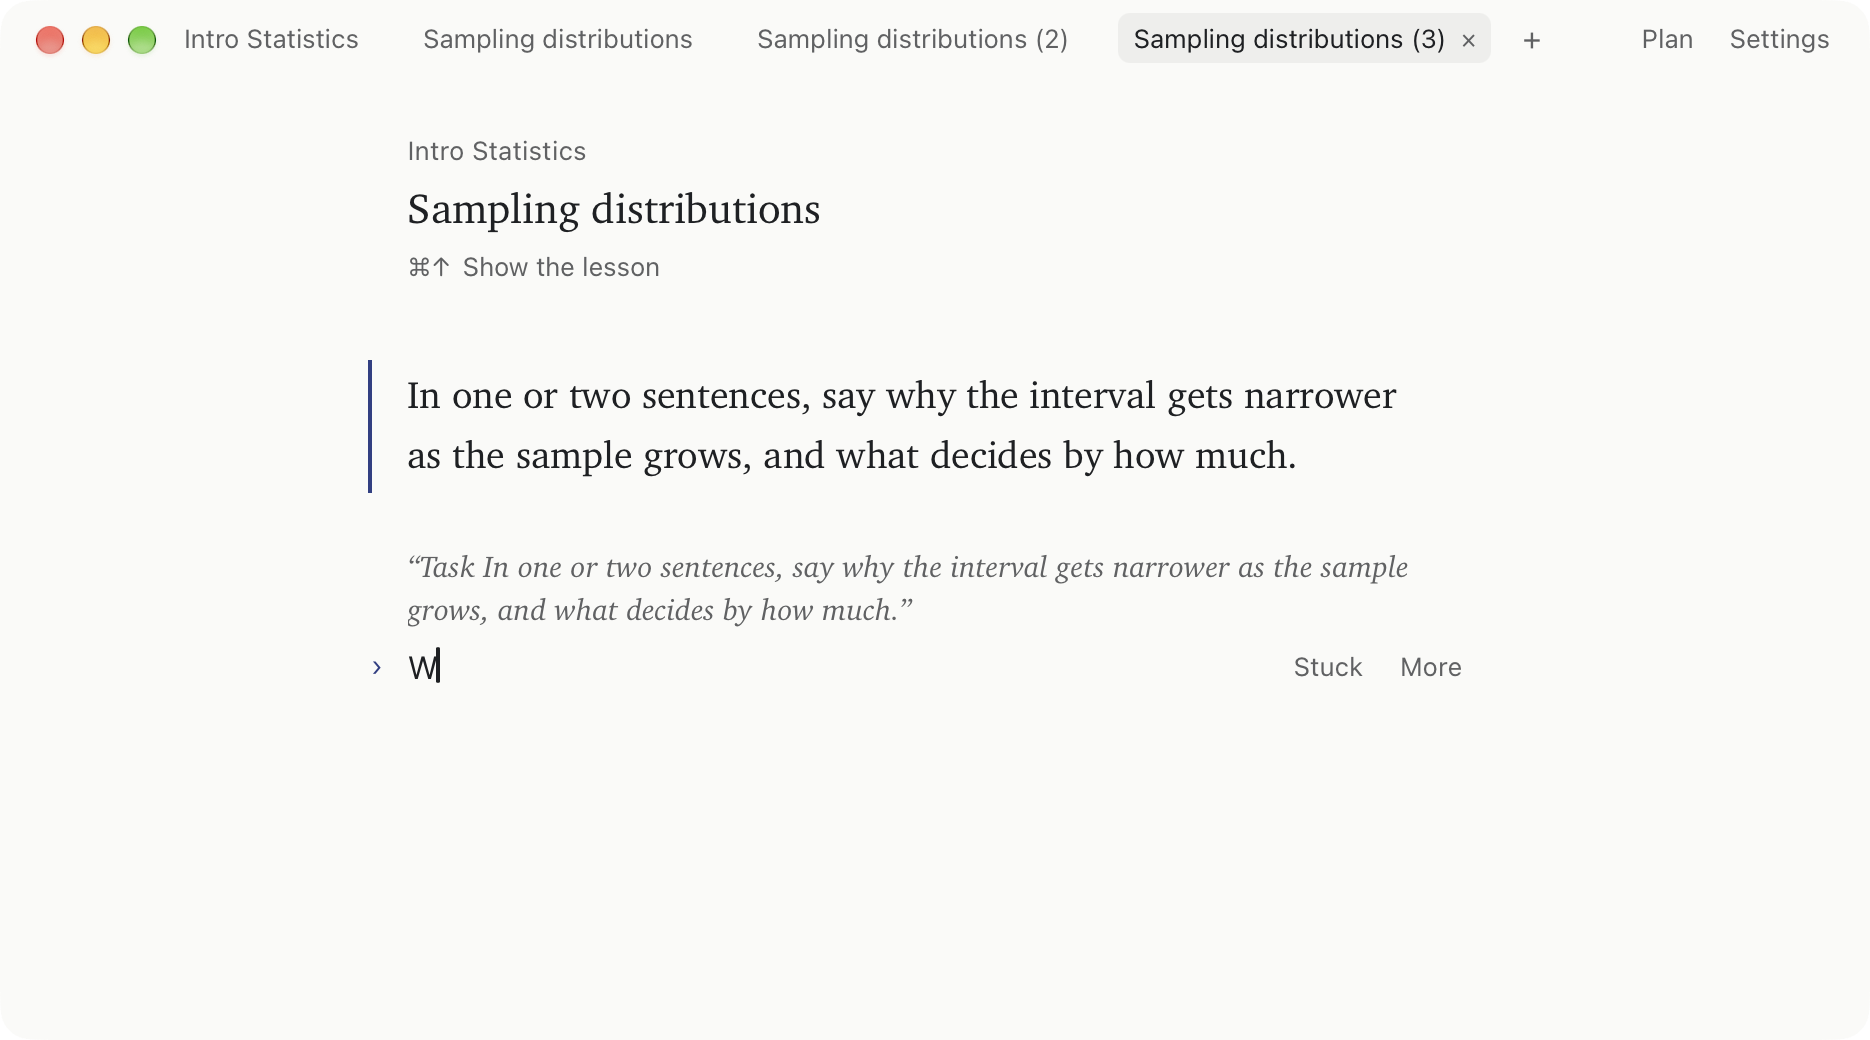 Intro Statistics Sampling distributions Sampling distributions (2) Sampling distributions (3) × + Plan Settings
Intro Statistics
Sampling distributions
⌘↑ Show the lesson
In one or two sentences, say why the interval gets narrower
as the sample grows, and what decides by how much.
“Task In one or two sentences, say why the interval gets narrower as the sample
grows, and what decides by how much.”
› W Stuck More